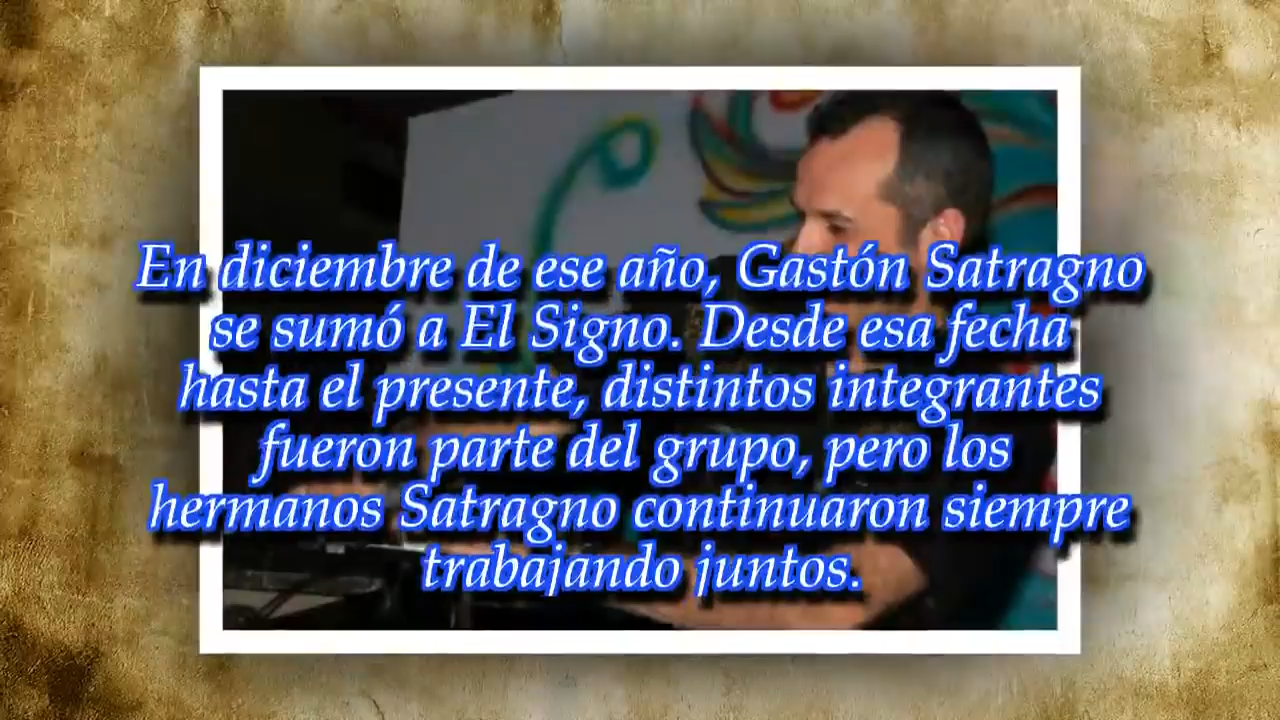 En diciembre de ese año, Gastón Satragno
se sumó a El Signo. Desde esa fecha
hasta el presente, distintos integrantes
fueron parte del grupo, pero los
hermanos Satragno continuaron siempre
trabajando juntos.